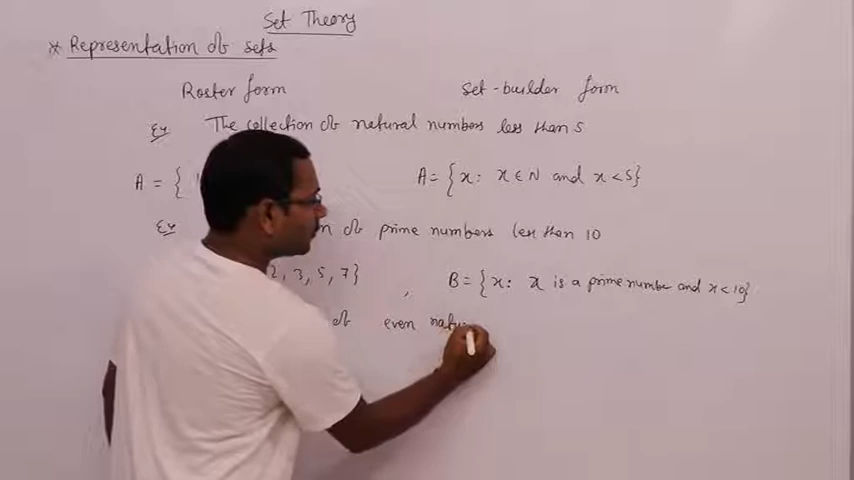 Set Theory
* Representation of sets
Roster form Set-builder form
Ex The collection of natural numbers less than 5
A = { A = {x: x ∈ N and x < 5}
Ex of prime numbers less than 10
2, 3, 5, 7} , B = {x: x is a prime number and x < 10}
of even natu